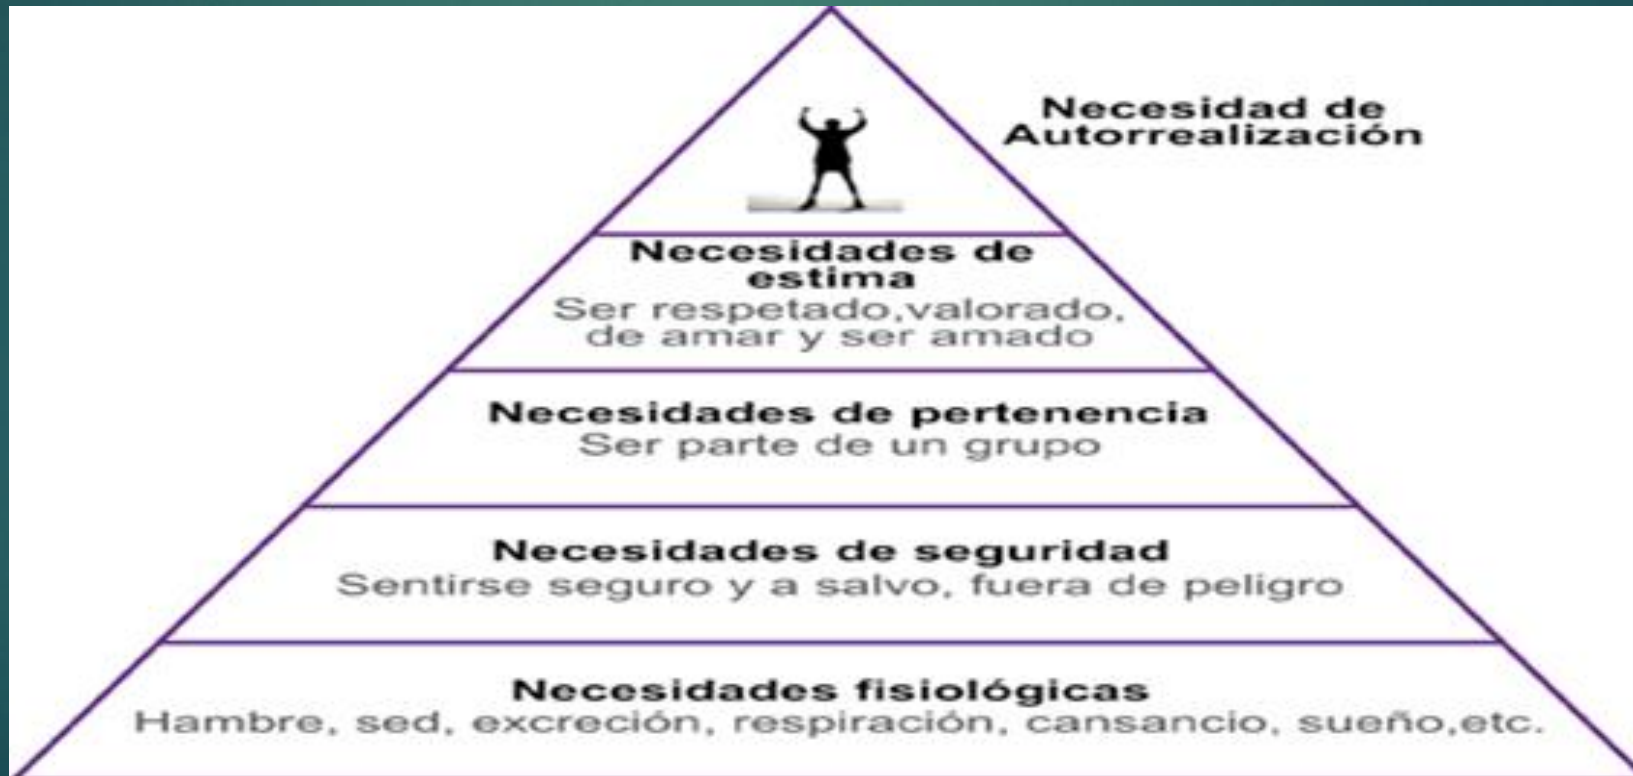 Necesidad de
Autorrealización
Necesidades de
estima
Ser respetado,valorado,
de amar y ser amado
Necesidades de pertenencia
Ser parte de un grupo
Necesidades de seguridad
Sentirse seguro y a salvo, fuera de peligro
Necesidades fisiológicas
Hambre, sed, excreción, respiración, cansancio, sueño,etc.